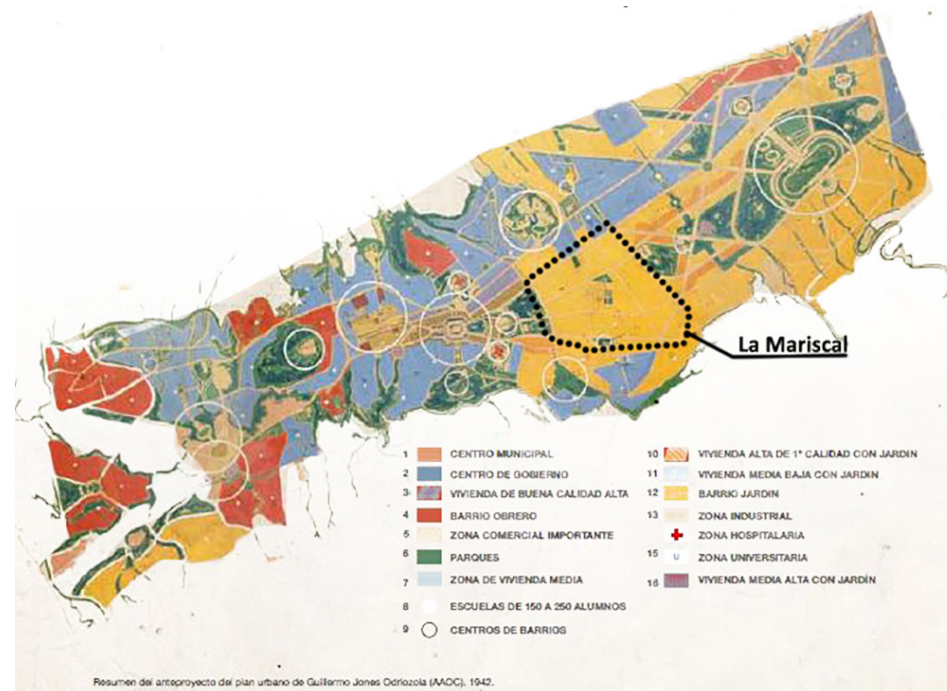 La Mariscal
1 CENTRO MUNICIPAL
2 CENTRO DE GOBIERNO
3 VIVIENDA DE BUENA CALIDAD ALTA
4 BARRIO OBRERO
5 ZONA COMERCIAL IMPORTANTE
6 PARQUES
7 ZONA DE VIVIENDA MEDIA
8 ESCUELAS DE 150 A 250 ALUMNOS
9 CENTROS DE BARRIOS
10 VIVIENDA ALTA DE 1ª CALIDAD CON JARDIN
11 VIVIENDA MEDIA BAJA CON JARDIN
12 BARRIO JARDIN
13 ZONA INDUSTRIAL
ZONA HOSPITALARIA
15 U ZONA UNIVERSITARIA
16 VIVIENDA MEDIA ALTA CON JARDÍN
Resumen del anteproyecto del plan urbano de Guillermo Jones Odriozola (AAOC). 1942.